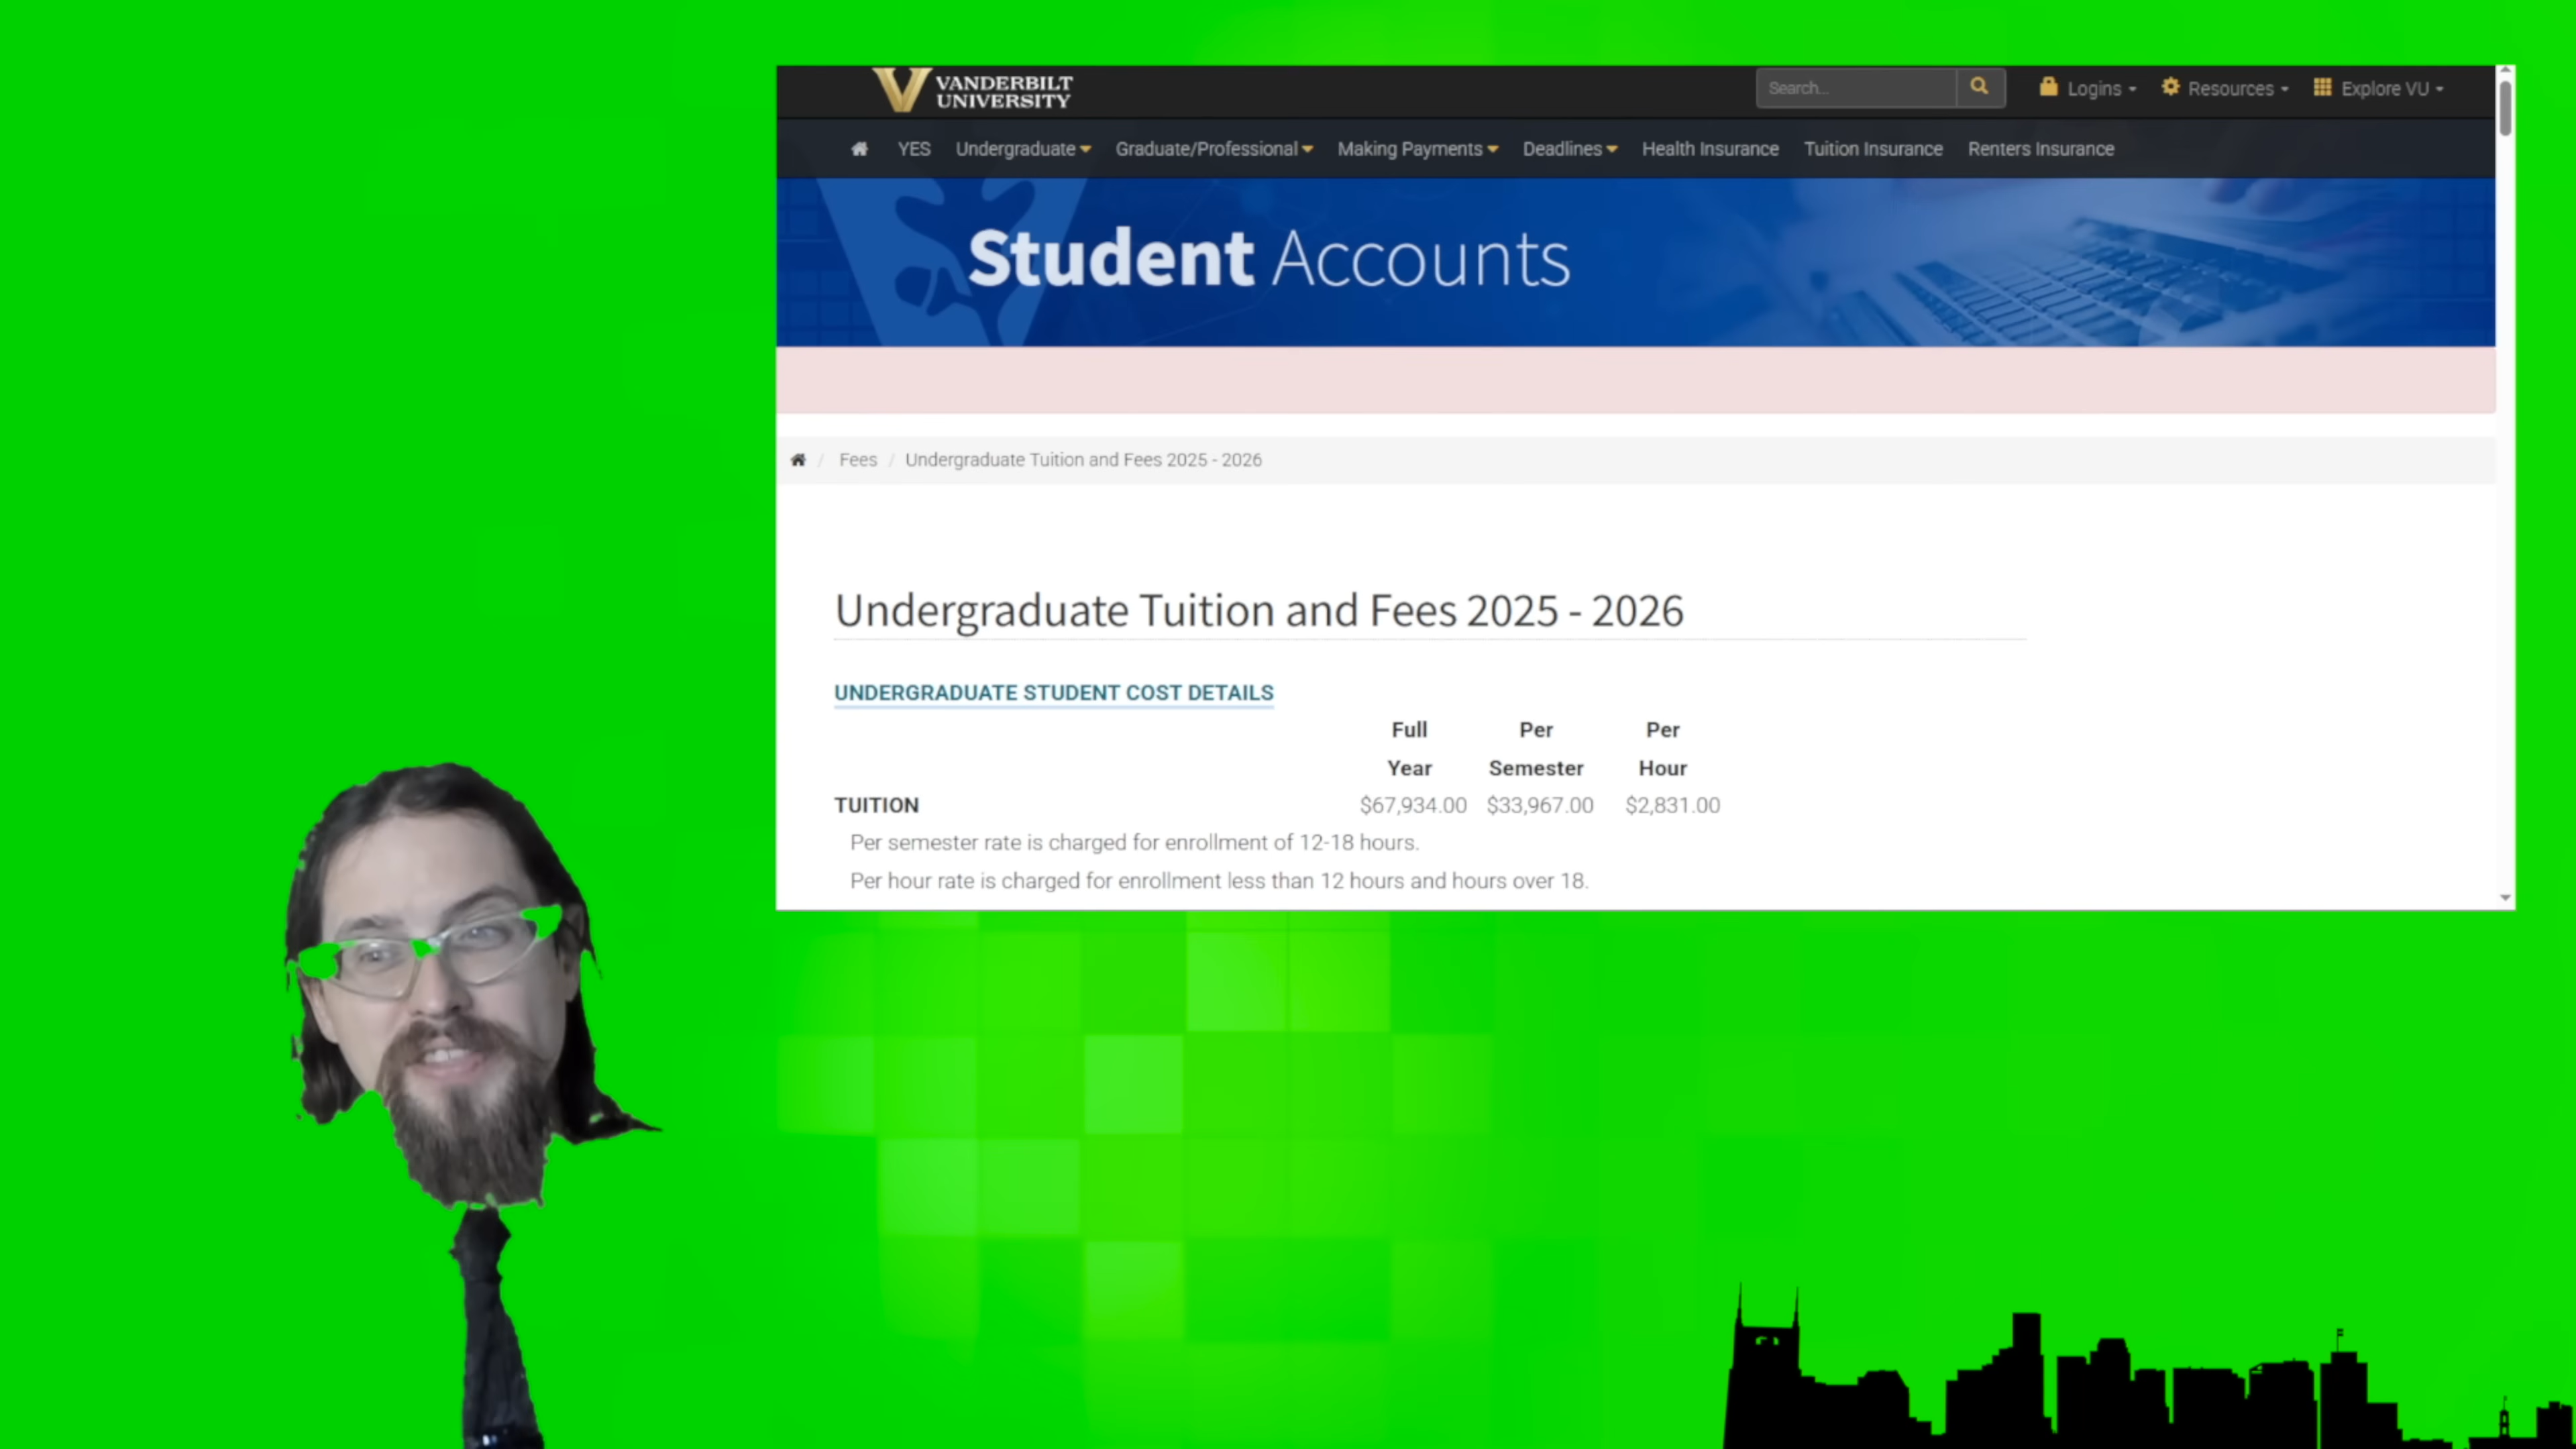 VANDERBILT
UNIVERSITY
Search...
Logins
Resources
Explore VU
YES
Undergraduate
Graduate/Professional
Making Payments
Deadlines
Health Insurance
Tuition Insurance
Renters Insurance
Student Accounts
/ Fees / Undergraduate Tuition and Fees 2025 - 2026
Undergraduate Tuition and Fees 2025 - 2026
UNDERGRADUATE STUDENT COST DETAILS
Full Per Per
Year Semester Hour
TUITION $67,934.00 $33,967.00 $2,831.00
Per semester rate is charged for enrollment of 12-18 hours.
Per hour rate is charged for enrollment less than 12 hours and hours over 18.